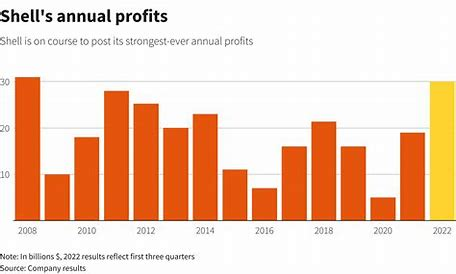 Shell's annual profits
Shell is on course to post its strongest-ever annual profits
30
20
10
2008 2010 2012 2014 2016 2018 2020 2022
Note: In billions $, 2022 results reflect first three quarters
Source: Company results